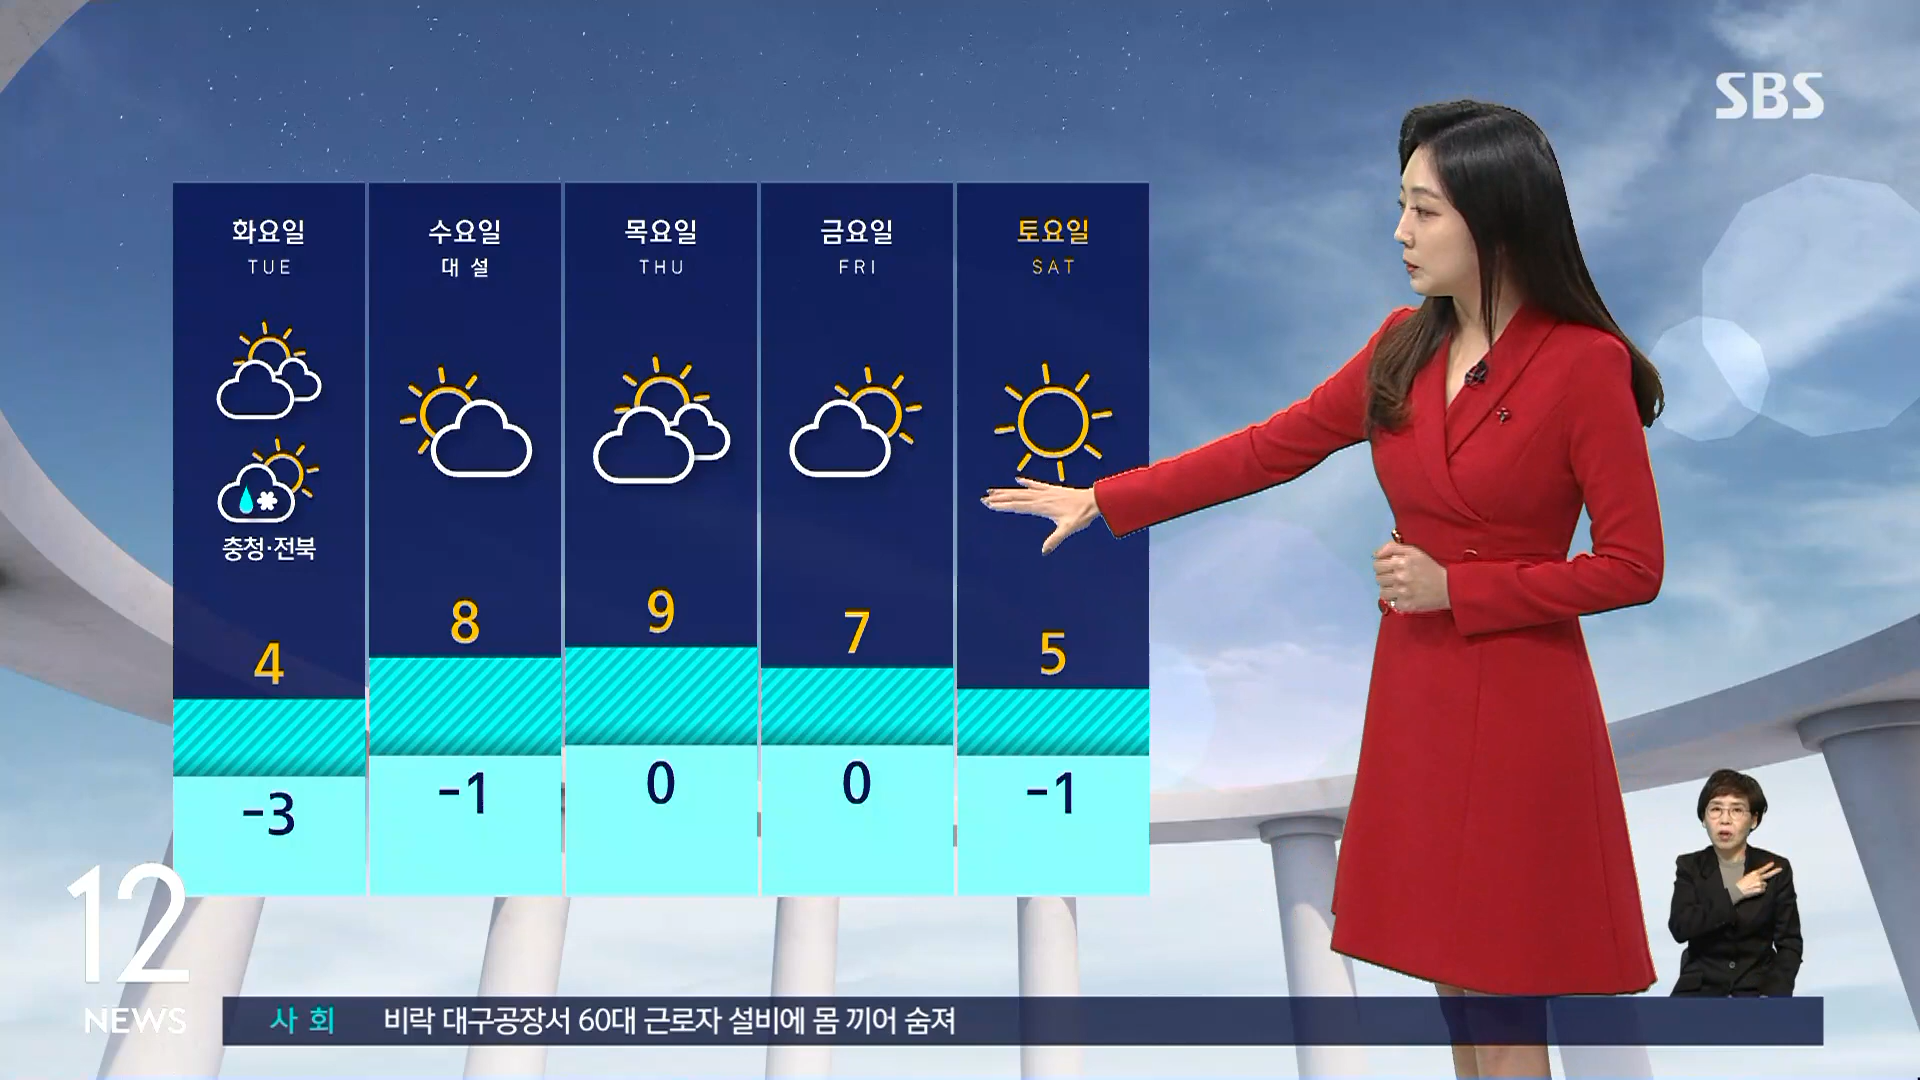 SBS
화요일
TUE
충청·전북
4
-3
수요일
대 설
8
-1
목요일
THU
9
0
금요일
FRI
7
0
토요일
SAT
5
-1
12
NEWS
사 회 비락 대구공장서 60대 근로자 설비에 몸 끼어 숨져